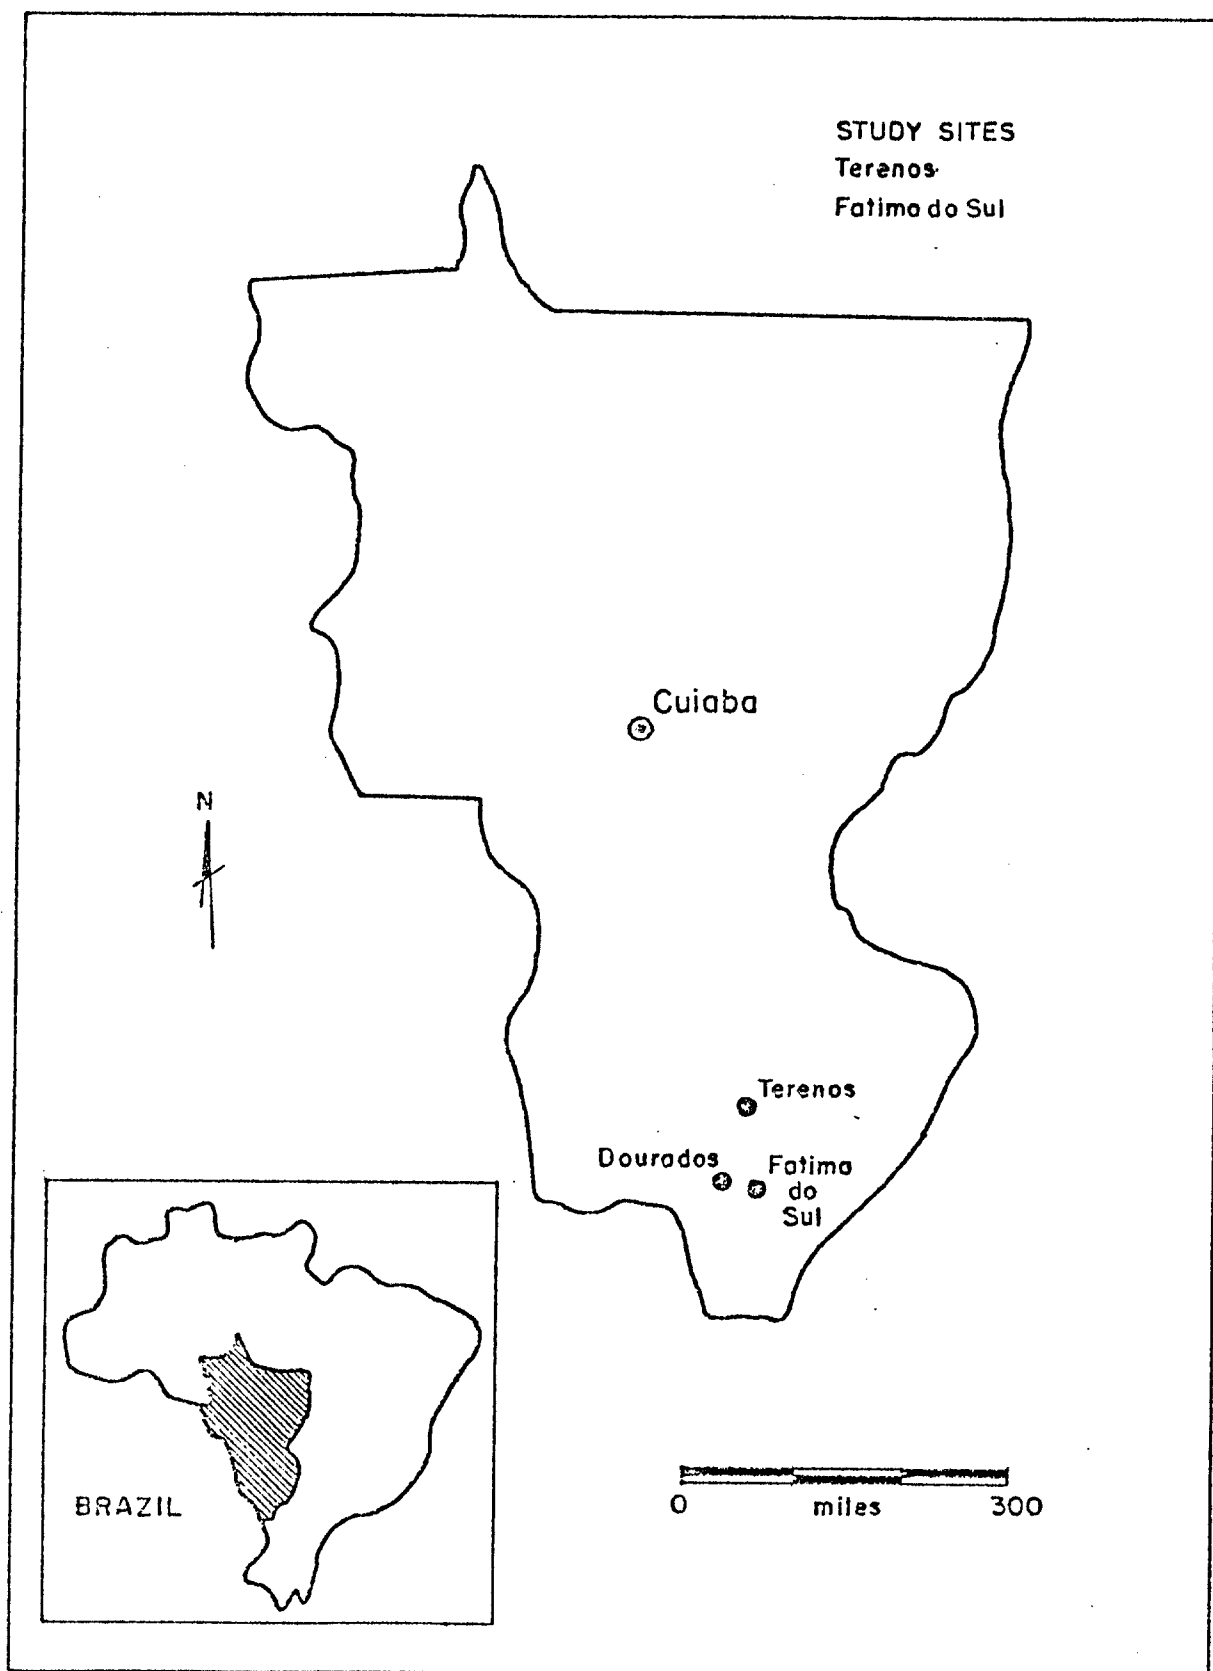 STUDY SITES
Terenos
Fatima do Sul
Cuiaba
N
Terenos
Dourados
Fatima
do
Sul
BRAZIL
0 miles 300